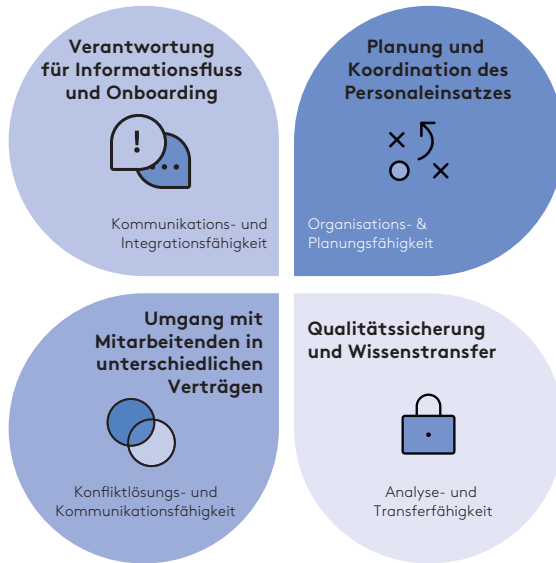 Verantwortung
für Informationsfluss
und Onboarding
!
...
Kommunikations- und
Integrationsfähigkeit
Planung und
Koordination des
Personaleinsatzes
Organisations- &
Planungsfähigkeit
Umgang mit
Mitarbeitenden in
unterschiedlichen
Verträgen
Konfliktlösungs- und
Kommunikationsfähigkeit
Qualitätssicherung
und Wissenstransfer
Analyse- und
Transferfähigkeit